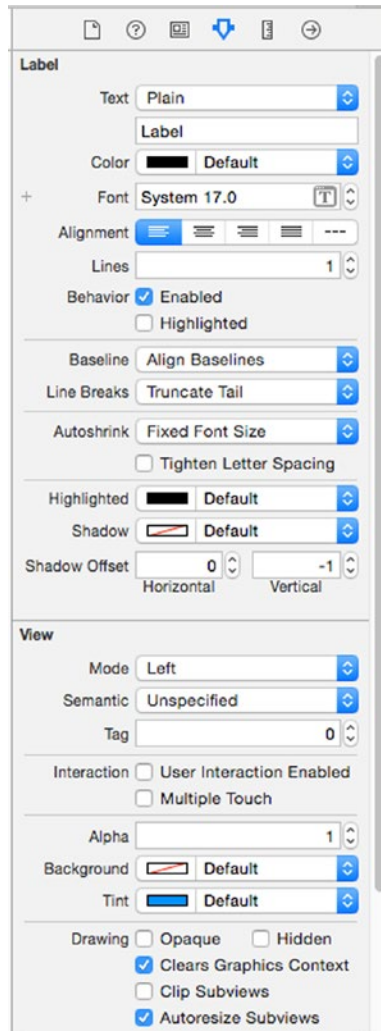 Label
Text Plain
Label
Color Default
+ Font System 17.0 T
Alignment ---
Lines 1
Behavior Enabled
Highlighted
Baseline Align Baselines
Line Breaks Truncate Tail
Autoshrink Fixed Font Size
Tighten Letter Spacing
Highlighted Default
Shadow Default
Shadow Offset 0 -1
Horizontal Vertical
View
Mode Left
Semantic Unspecified
Tag 0
Interaction User Interaction Enabled
Multiple Touch
Alpha 1
Background Default
Tint Default
Drawing Opaque Hidden
Clears Graphics Context
Clip Subviews
Autoresize Subviews